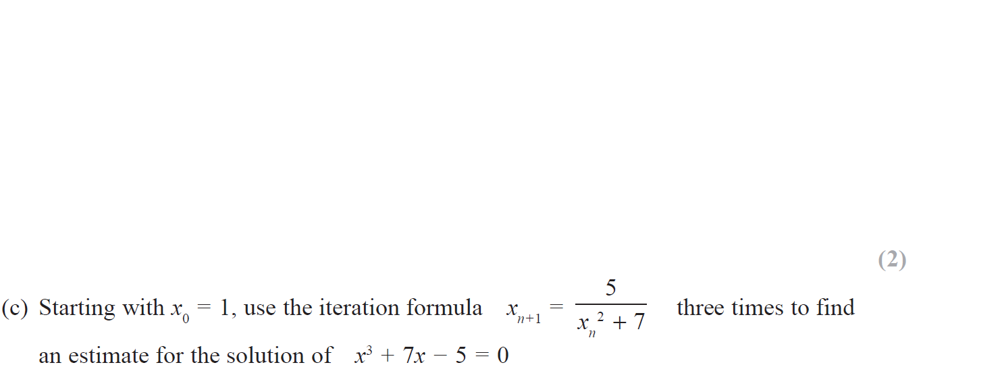 (2)
(c) Starting with x₀ = 1, use the iteration formula xₙ₊₁ = 5/(xₙ² + 7) three times to find
an estimate for the solution of x³ + 7x − 5 = 0